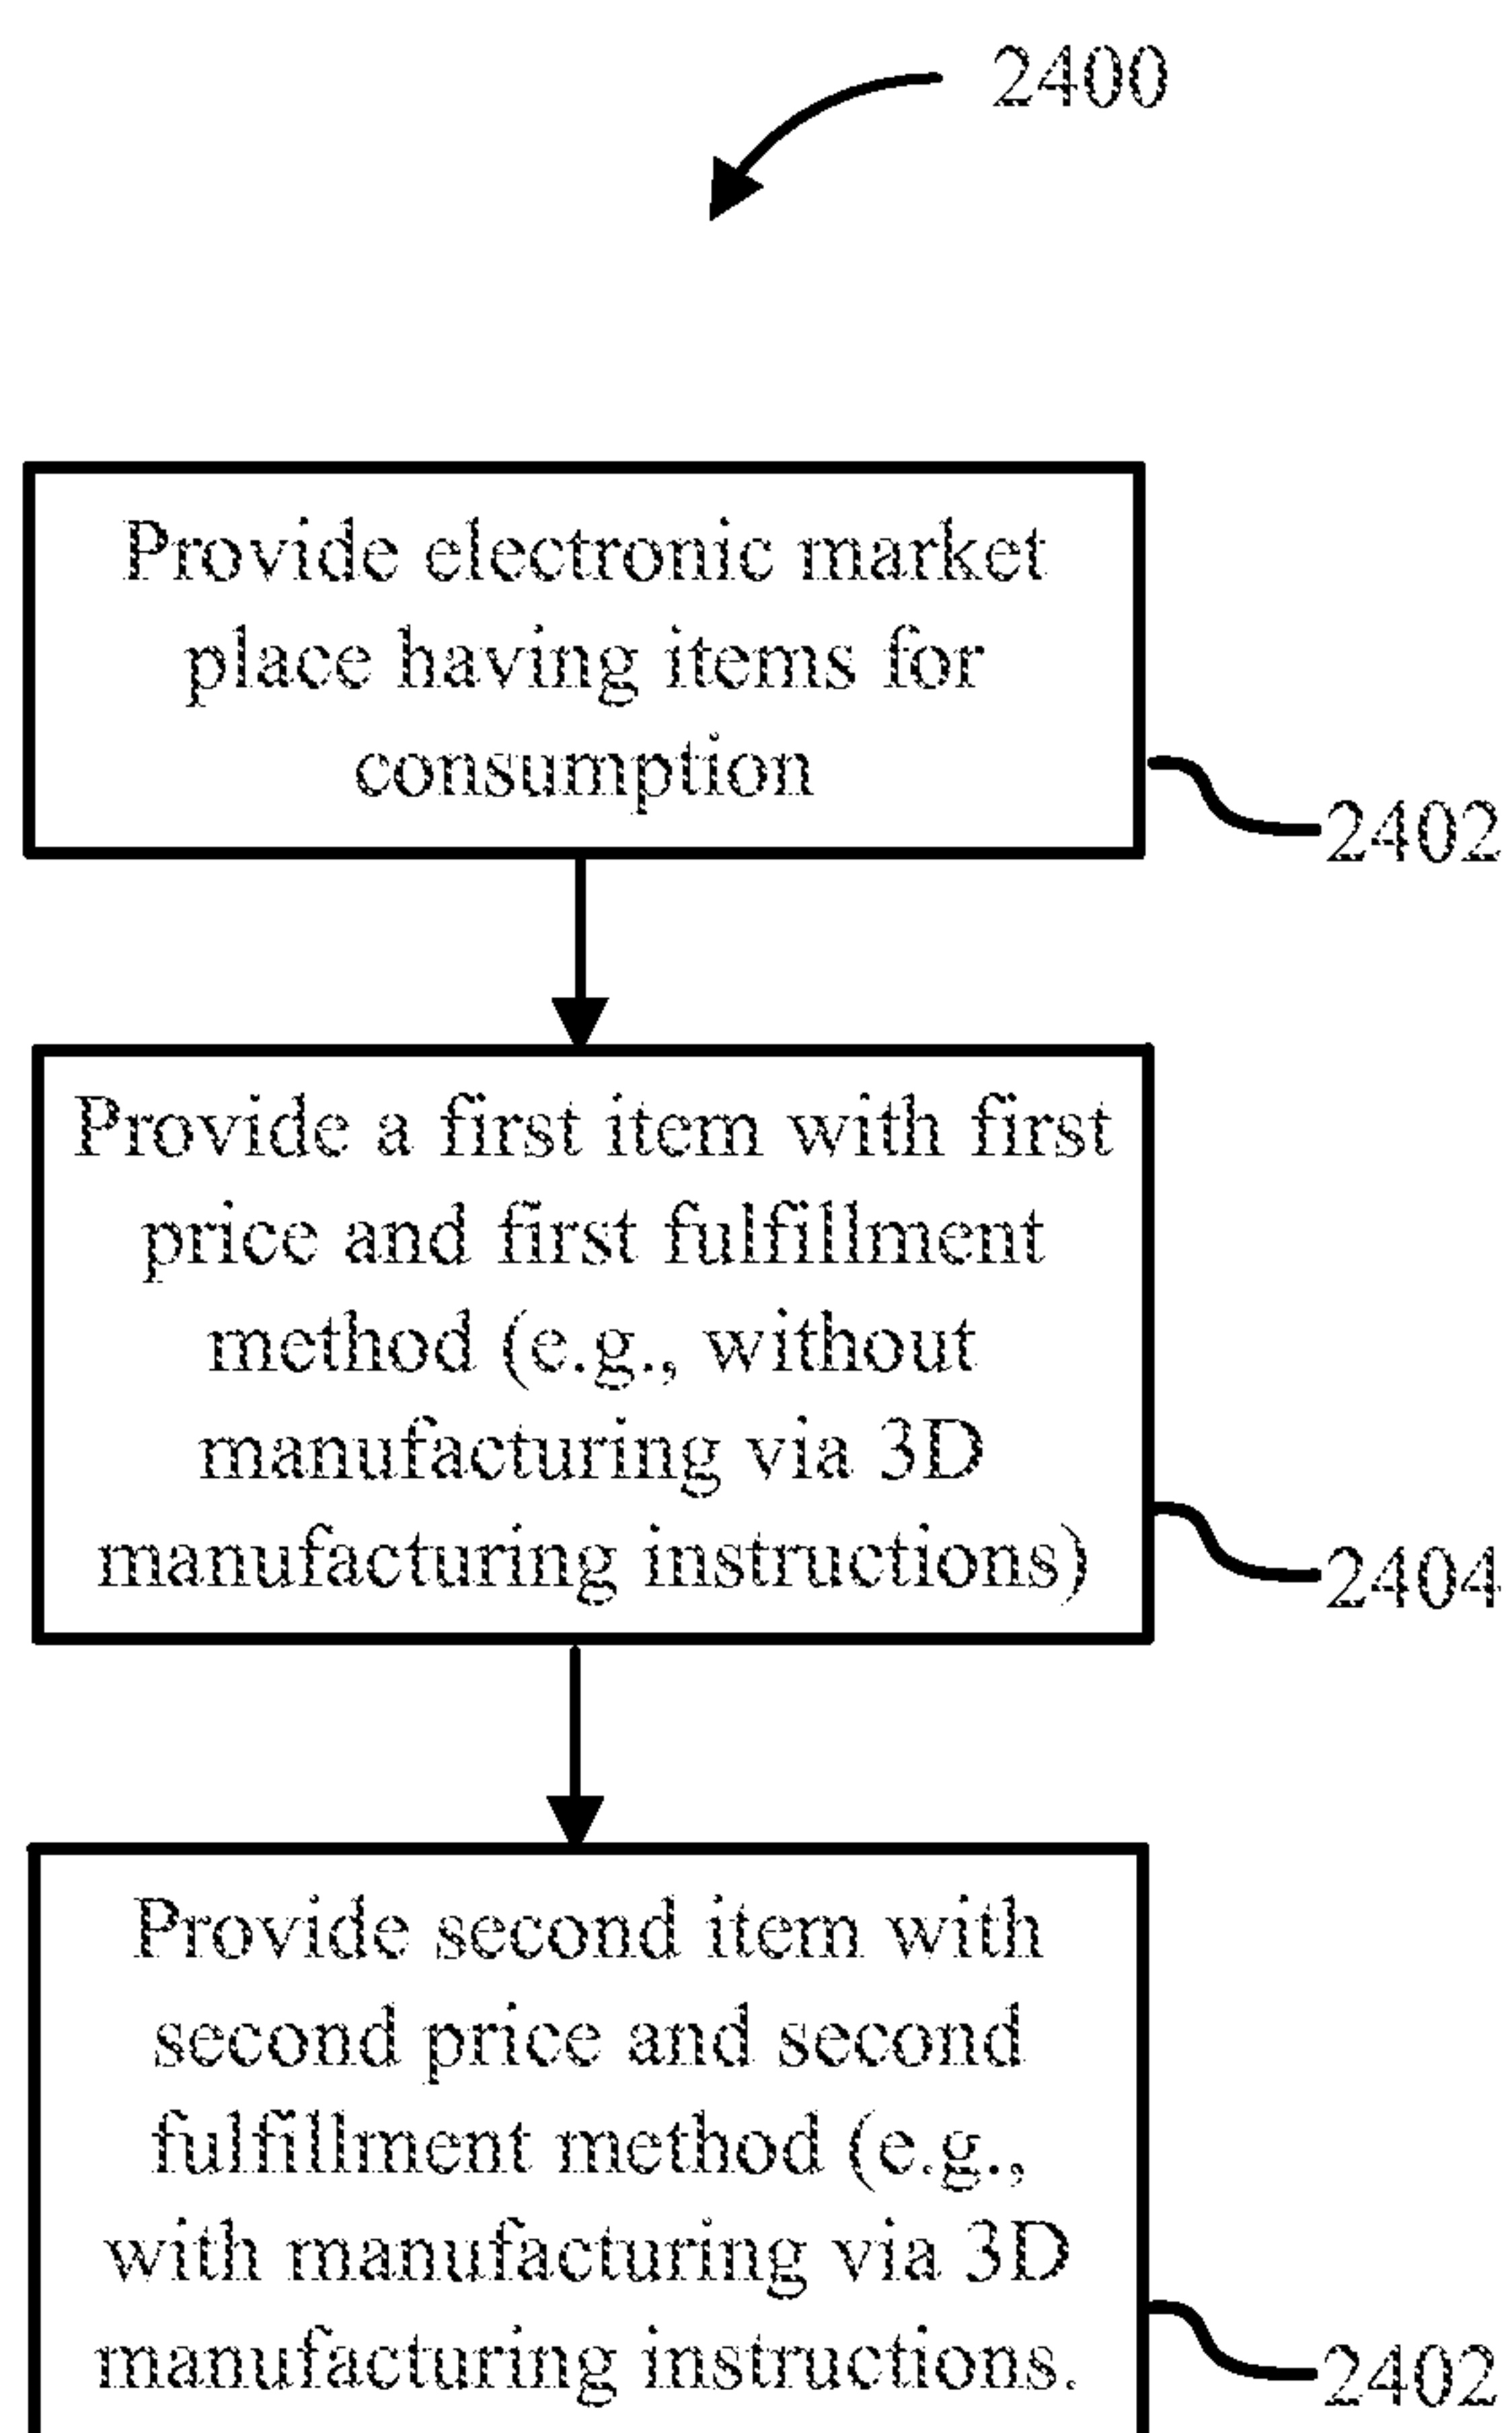 2400
Provide electronic market
place having items for
consumption
2402
Provide a first item with first
price and first fulfillment
method (e.g., without
manufacturing via 3D
manufacturing instructions)
2404
Provide second item with
second price and second
fulfillment method (e.g.,
with manufacturing via 3D
manufacturing instructions.
2402